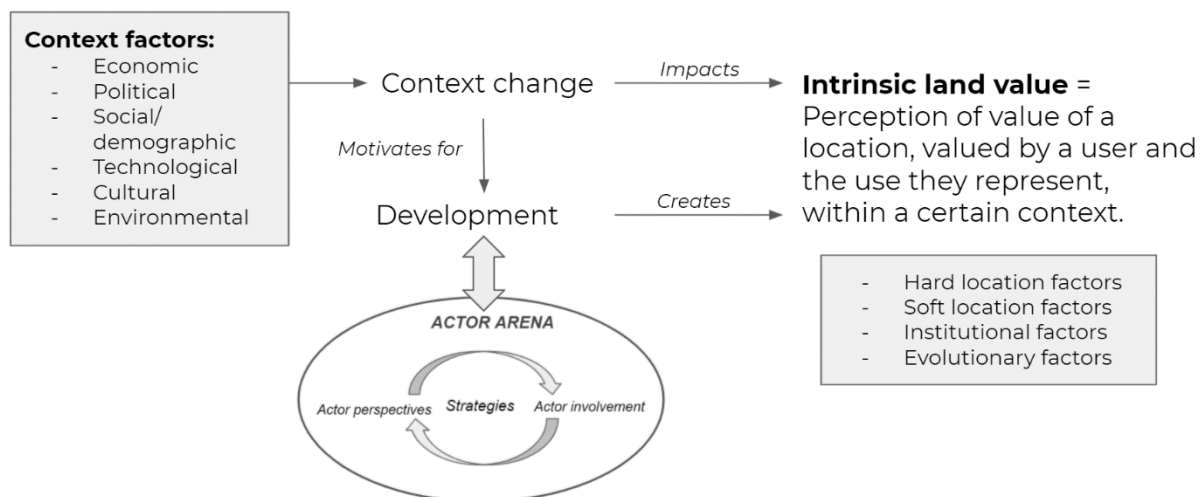 Context factors:
- Economic
- Political
- Social/
demographic
- Technological
- Cultural
- Environmental
Context change
Impacts
Intrinsic land value =
Perception of value of a
location, valued by a user and
the use they represent,
within a certain context.
Motivates for
Development
Creates
- Hard location factors
- Soft location factors
- Institutional factors
- Evolutionary factors
ACTOR ARENA
Actor perspectives
Strategies
Actor involvement